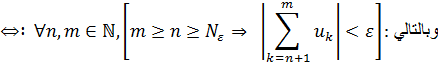 ⇔: ∀n, m ∈ ℕ, [m ≥ n ≥ N_ε ⇒ |∑_{k=n+1}^{m} u_k| < ε] : وبالتالي